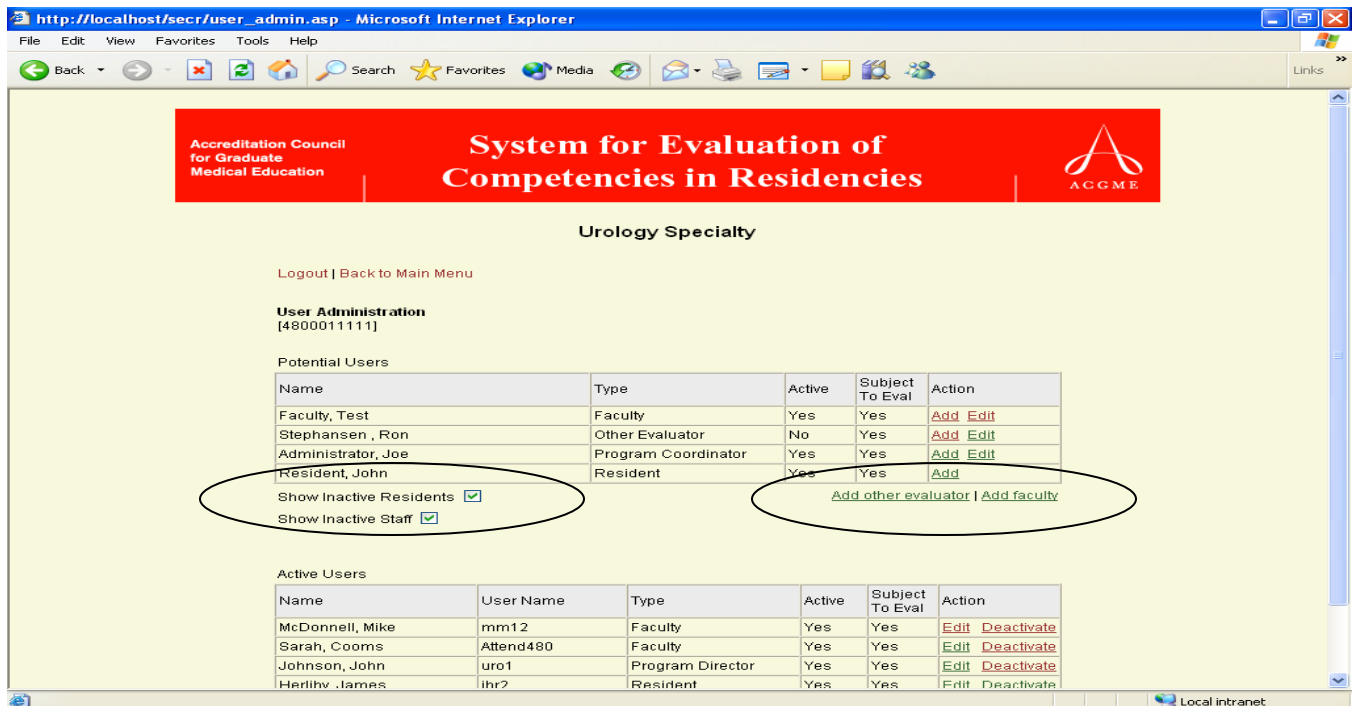 http://localhost/secr/user_admin.asp - Microsoft Internet Explorer
File Edit View Favorites Tools Help
Back Search Favorites Media Links »
Accreditation Council
for Graduate
Medical Education
System for Evaluation of
Competencies in Residencies
ACGME
Urology Specialty
Logout | Back to Main Menu
User Administration
[4800011111]
Potential Users
Name Type Active Subject To Eval Action
Faculty, Test Faculty Yes Yes Add Edit
Stephansen , Ron Other Evaluator No Yes Add Edit
Administrator, Joe Program Coordinator Yes Yes Add Edit
Resident, John Resident Yes Yes Add
Show Inactive Residents Add other evaluator | Add faculty
Show Inactive Staff
Active Users
Name User Name Type Active Subject To Eval Action
McDonnell, Mike mm12 Faculty Yes Yes Edit Deactivate
Sarah, Cooms Attend480 Faculty Yes Yes Edit Deactivate
Johnson, John uro1 Program Director Yes Yes Edit Deactivate
Herlihy, James jhr2 Resident Yes Yes Edit Deactivate
Local intranet